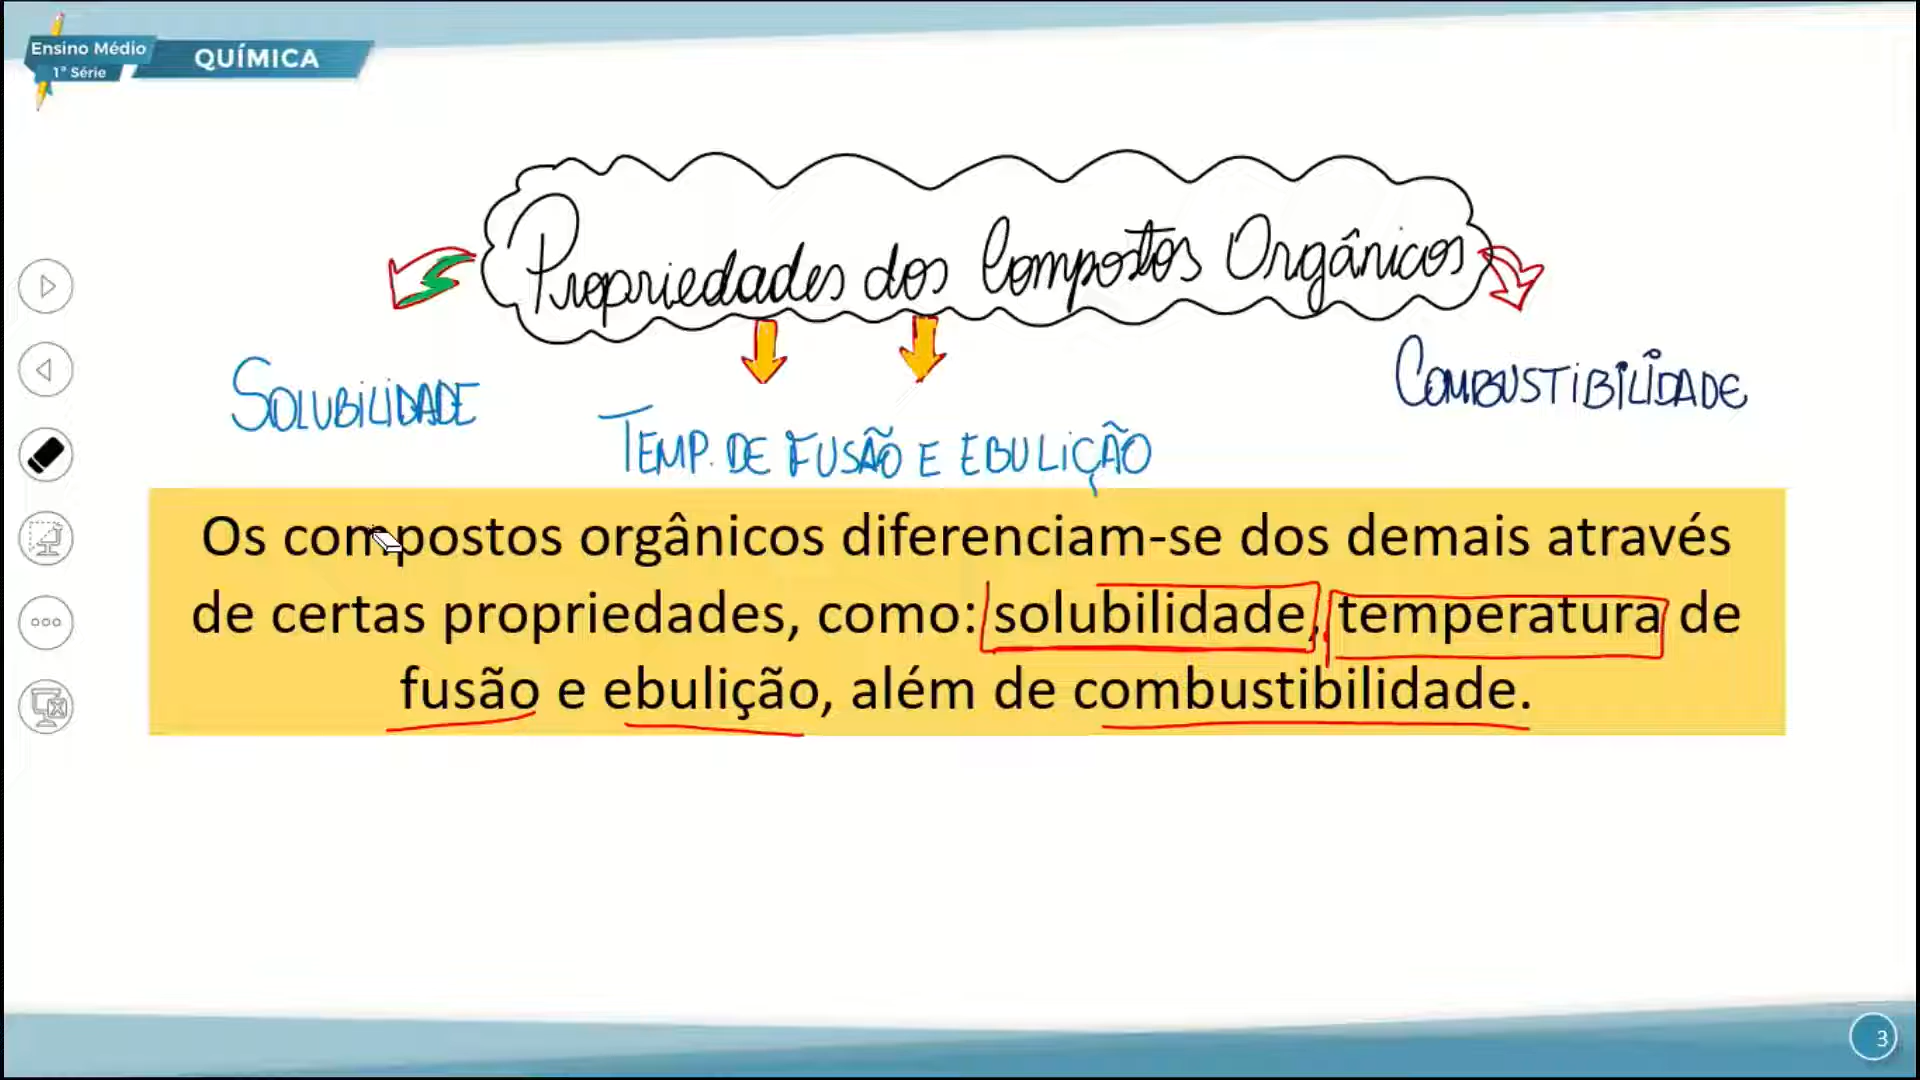 Ensino Médio
1ª Série
QUÍMICA
Propriedades dos Compostos Orgânicos
SOLUBILIDADE
TEMP. DE FUSÃO E EBULIÇÃO
COMBUSTIBILIDADE
Os compostos orgânicos diferenciam-se dos demais através
de certas propriedades, como: solubilidade, temperatura de
fusão e ebulição, além de combustibilidade.
3